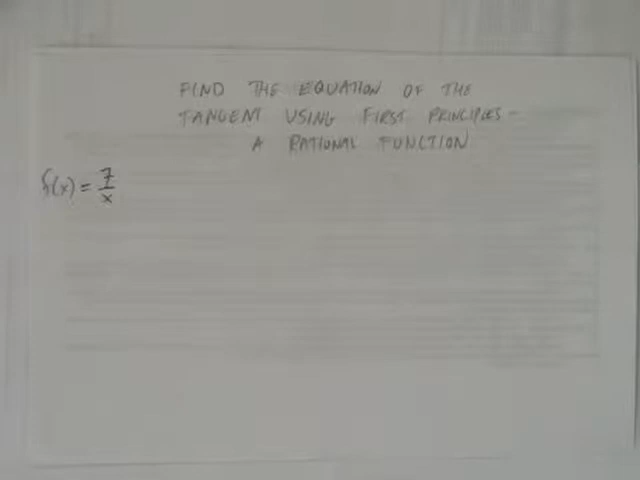 FIND THE EQUATION OF THE
TANGENT USING FIRST PRINCIPLES -
A RATIONAL FUNCTION
f(x) = 7/x